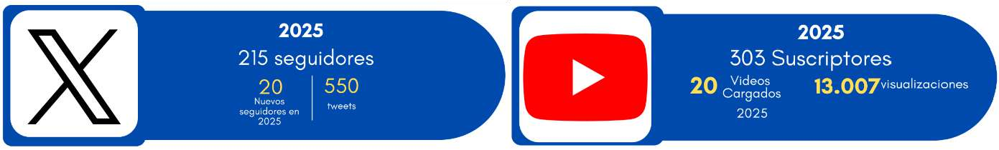 2025
215 seguidores
20
Nuevos
seguidores en
2025
550
tweets
2025
303 Suscriptores
20 Videos
Cargados
2025
13.007 visualizaciones